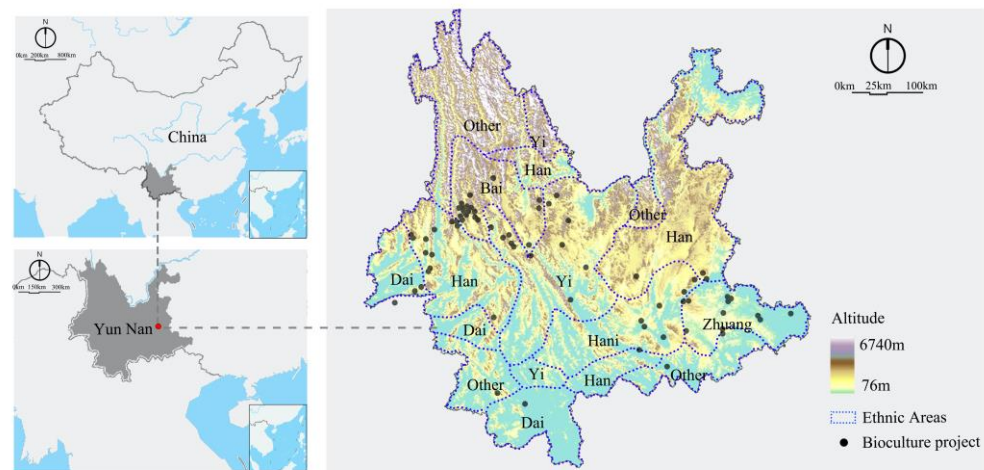 N
0km 200km 800km
China
N
0km 150km 300km
Yun Nan
N
0km 25km 100km
Other
Yi
Han
Bai
Other
Han
Dai
Han
Yi
Dai
Hani
Zhuang
Other
Yi
Han
Other
Dai
Altitude
6740m
76m
Ethnic Areas
Bioculture project